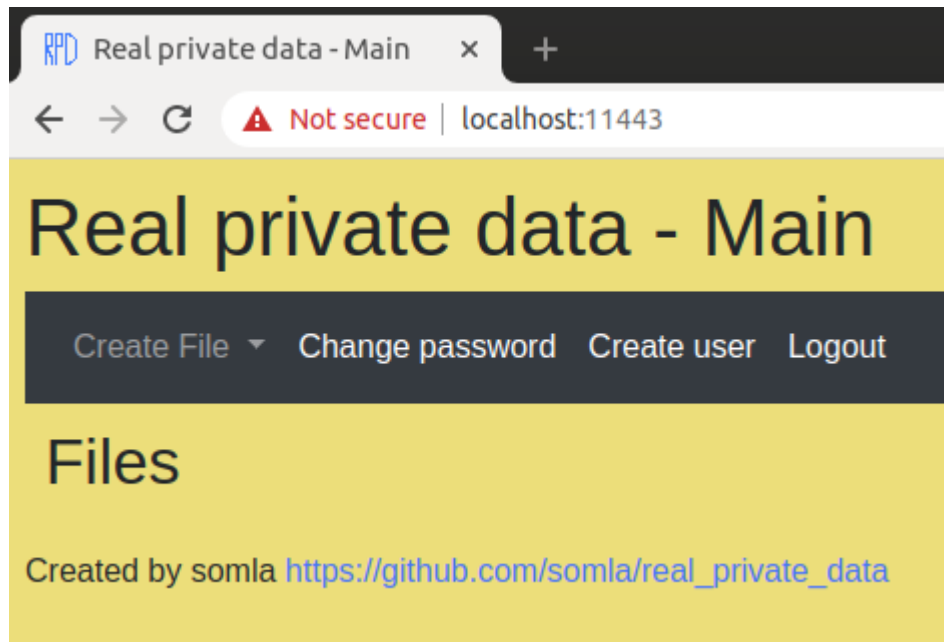 RPD Real private data - Main × +
Not secure | localhost:11443
Real private data - Main
Create File Change password Create user Logout
Files
Created by somla https://github.com/somla/real_private_data